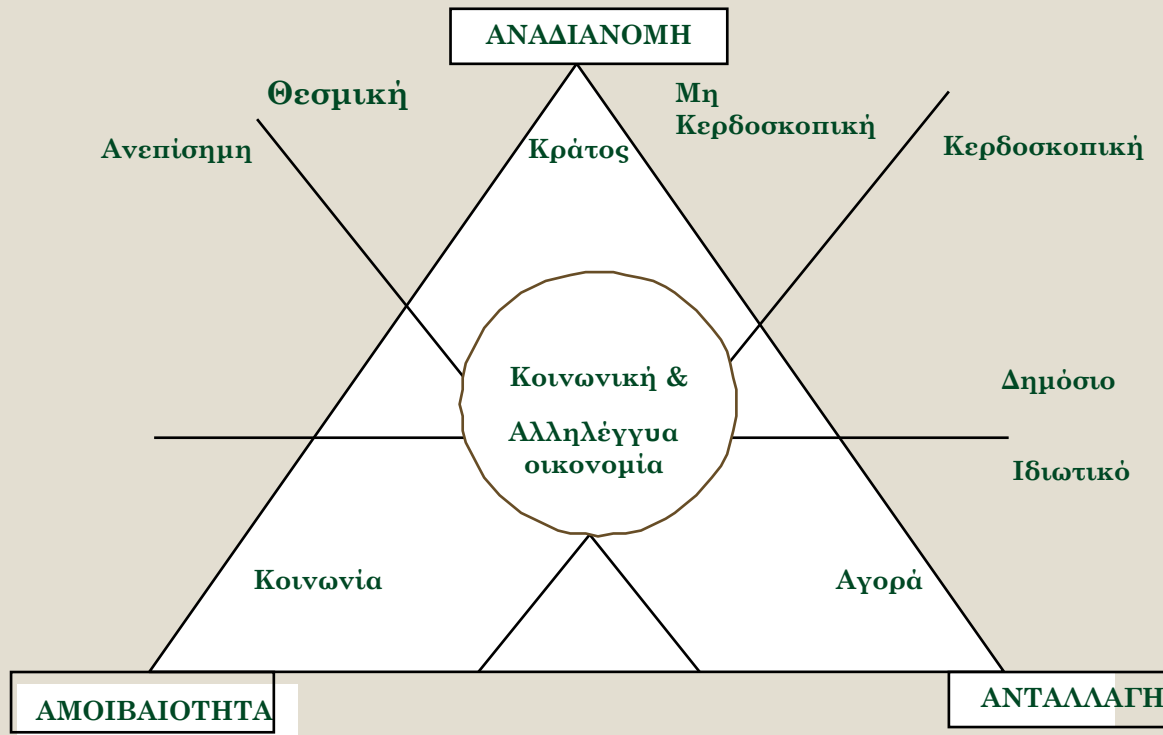 ΑΝΑΔΙΑΝΟΜΗ
Θεσμική
Μη
Κερδοσκοπική
Ανεπίσημη
Κράτος
Κερδοσκοπική
Κοινωνική &
Αλληλέγγυα
οικονομία
Δημόσιο
Ιδιωτικό
Κοινωνία
Αγορά
ΑΜΟΙΒΑΙΟΤΗΤΑ
ΑΝΤΑΛΛΑΓΗ